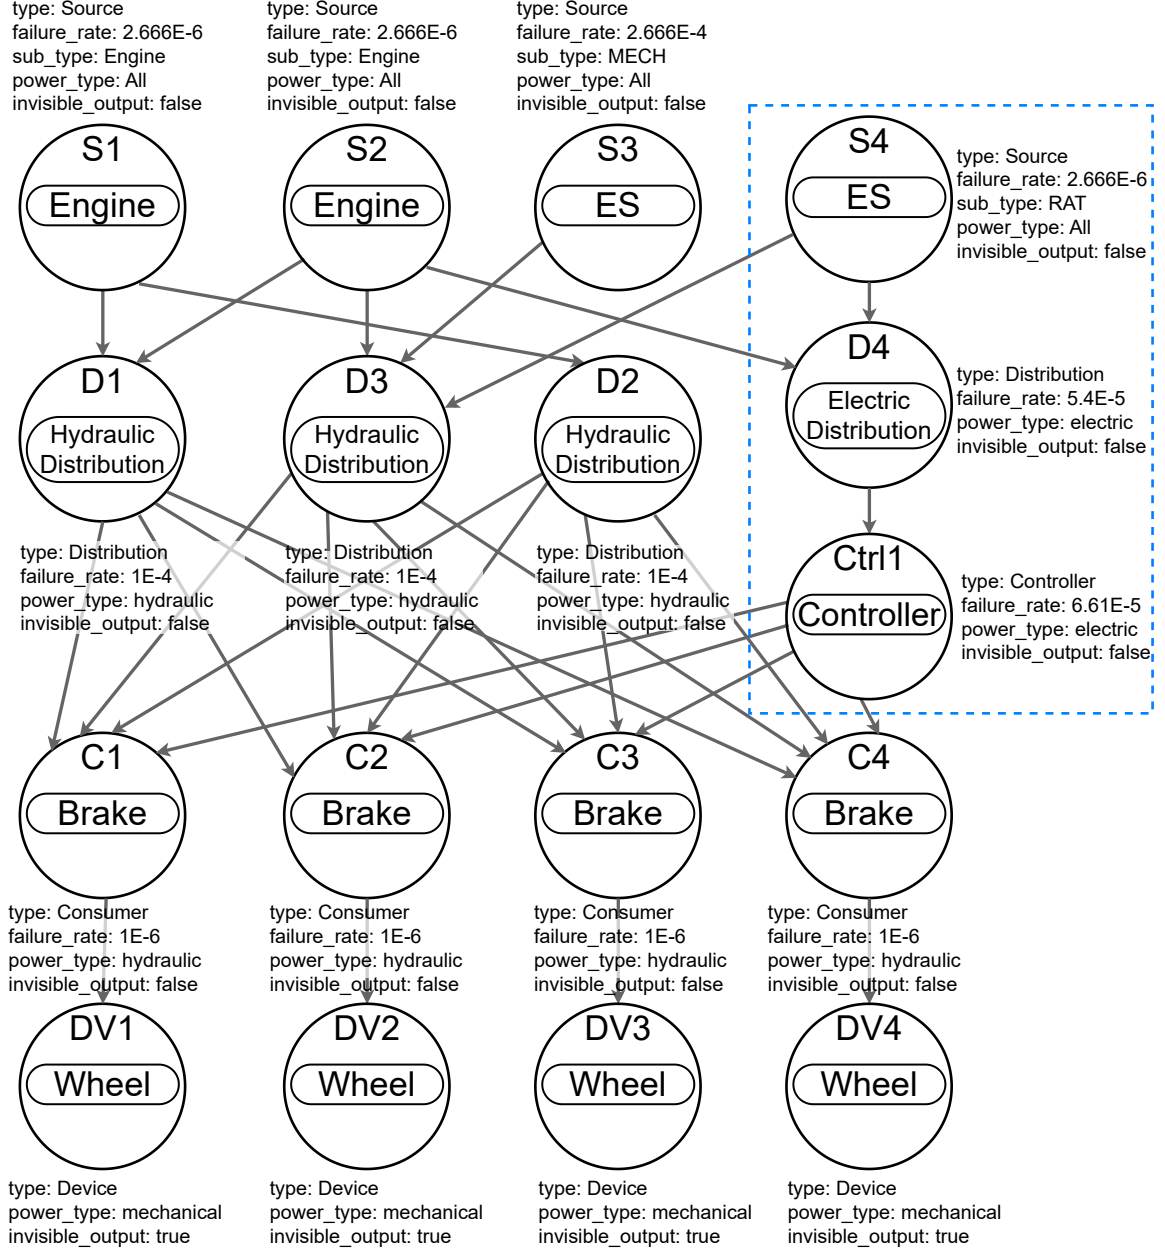 type: Source
failure_rate: 2.666E-6
sub_type: Engine
power_type: All
invisible_output: false
type: Source
failure_rate: 2.666E-6
sub_type: Engine
power_type: All
invisible_output: false
type: Source
failure_rate: 2.666E-4
sub_type: MECH
power_type: All
invisible_output: false
S1
Engine
S2
Engine
S3
ES
S4
ES
type: Source
failure_rate: 2.666E-6
sub_type: RAT
power_type: All
invisible_output: false
D1
Hydraulic
Distribution
D3
Hydraulic
Distribution
D2
Hydraulic
Distribution
D4
Electric
Distribution
type: Distribution
failure_rate: 5.4E-5
power_type: electric
invisible_output: false
type: Distribution
failure_rate: 1E-4
power_type: hydraulic
invisible_output: false
type: Distribution
failure_rate: 1E-4
power_type: hydraulic
invisible_output: false
type: Distribution
failure_rate: 1E-4
power_type: hydraulic
invisible_output: false
Ctrl1
Controller
type: Controller
failure_rate: 6.61E-5
power_type: electric
invisible_output: false
C1
Brake
C2
Brake
C3
Brake
C4
Brake
type: Consumer
failure_rate: 1E-6
power_type: hydraulic
invisible_output: false
type: Consumer
failure_rate: 1E-6
power_type: hydraulic
invisible_output: false
type: Consumer
failure_rate: 1E-6
power_type: hydraulic
invisible_output: false
type: Consumer
failure_rate: 1E-6
power_type: hydraulic
invisible_output: false
DV1
Wheel
DV2
Wheel
DV3
Wheel
DV4
Wheel
type: Device
power_type: mechanical
invisible_output: true
type: Device
power_type: mechanical
invisible_output: true
type: Device
power_type: mechanical
invisible_output: true
type: Device
power_type: mechanical
invisible_output: true